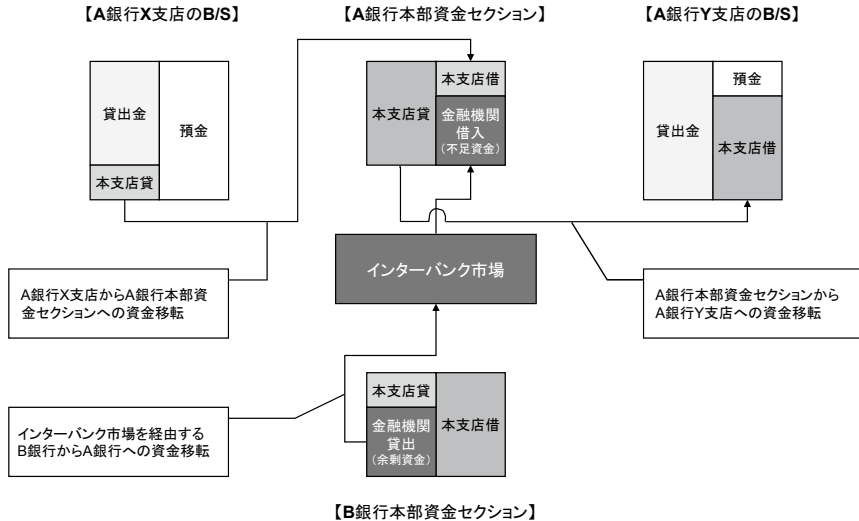 【A銀行X支店のB/S】
【A銀行本部資金セクション】
【A銀行Y支店のB/S】
貸出金
預金
本支店貸
本支店貸
本支店借
金融機関
借入
（不足資金）
貸出金
預金
本支店借
インターバンク市場
A銀行X支店からA銀行本部資
金セクションへの資金移転
A銀行本部資金セクションから
A銀行Y支店への資金移転
インターバンク市場を経由する
B銀行からA銀行への資金移転
本支店貸
金融機関
貸出
（余剰資金）
本支店借
【B銀行本部資金セクション】